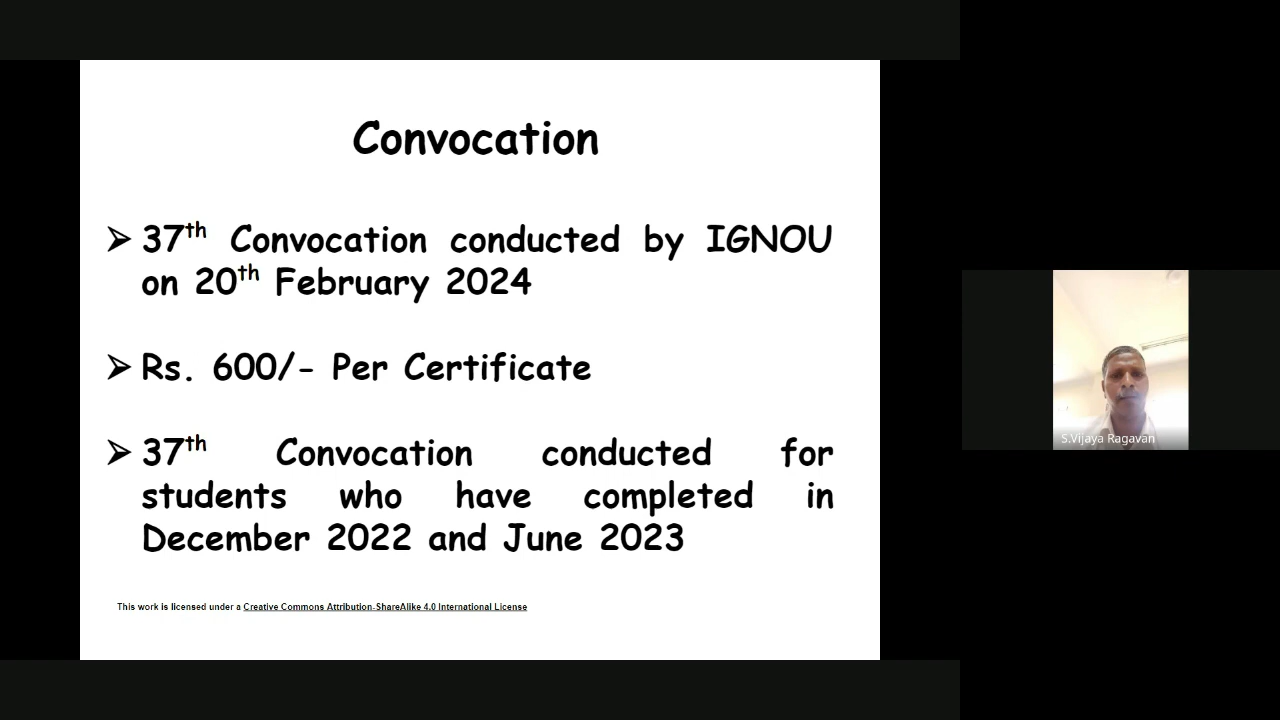 Convocation
➢ 37th Convocation conducted by IGNOU
on 20th February 2024
➢ Rs. 600/- Per Certificate
➢ 37th Convocation conducted for
students who have completed in
December 2022 and June 2023
This work is licensed under a Creative Commons Attribution-ShareAlike 4.0 International License
S.Vijaya Ragavan